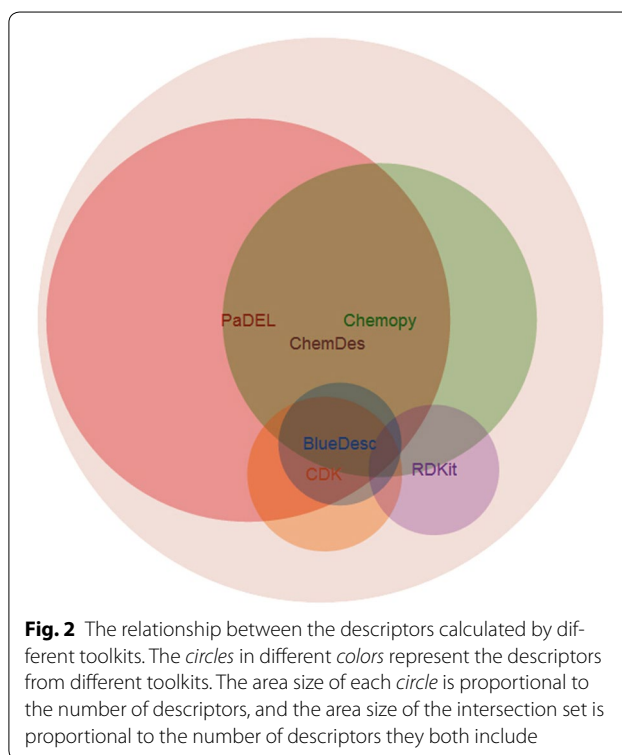 PaDEL
Chemopy
ChemDes
BlueDesc
CDK
RDKit
Fig. 2 The relationship between the descriptors calculated by dif-
ferent toolkits. The circles in different colors represent the descriptors
from different toolkits. The area size of each circle is proportional to
the number of descriptors, and the area size of the intersection set is
proportional to the number of descriptors they both include